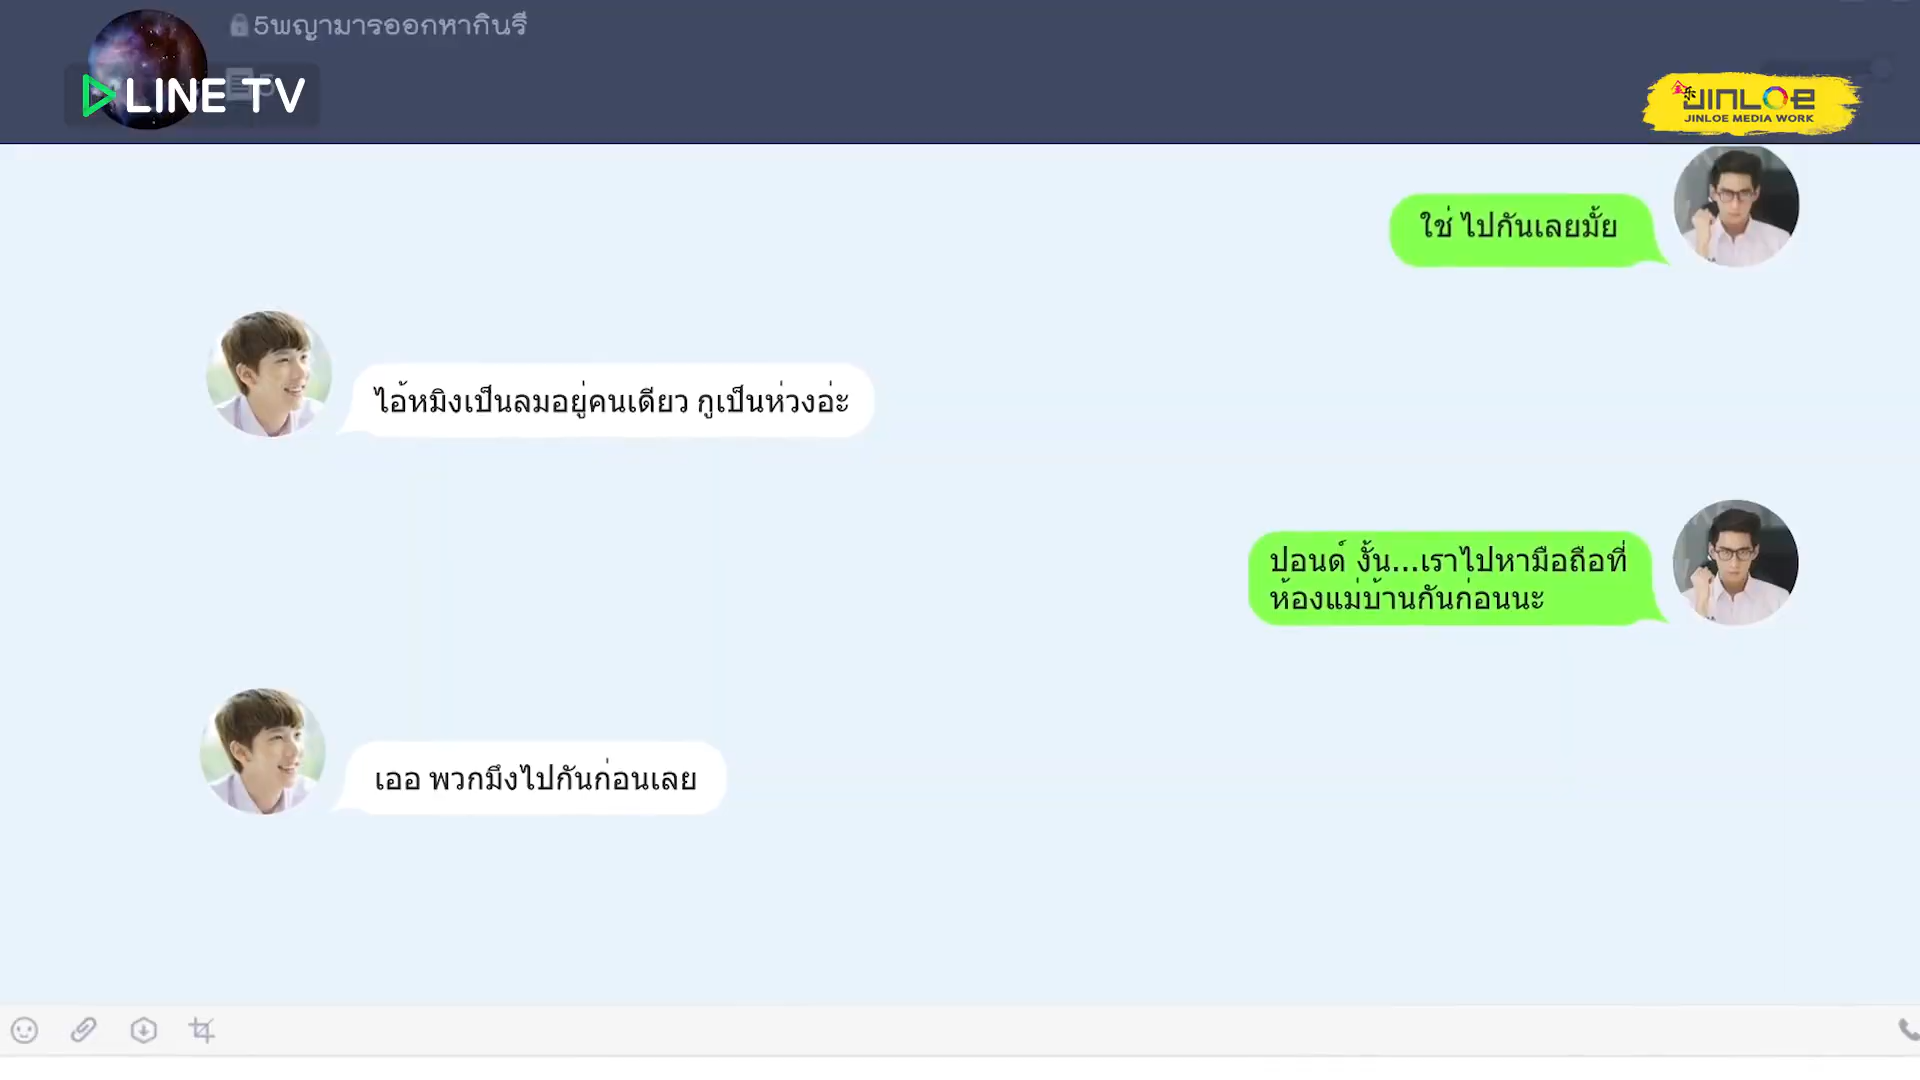 5พญามารออกหากินรี
5
LINE TV
金乐 JINLOE
JINLOE MEDIA WORK
ใช่ ไปกันเลยมั้ย
ไอ้หมิงเป็นลมอยู่คนเดียว กูเป็นห่วงอ่ะ
ปอนด์ งั้น...เราไปหามือถือที่
ห้องแม่บ้านกันก่อนนะ
เออ พวกมึงไปกันก่อนเลย